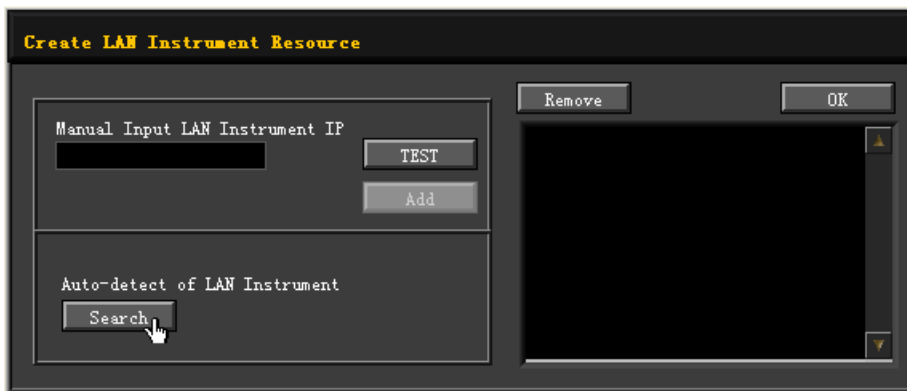 Create LAN Instrument Resource
Remove
OK
Manual Input LAN Instrument IP
TEST
Add
Auto-detect of LAN Instrument
Search